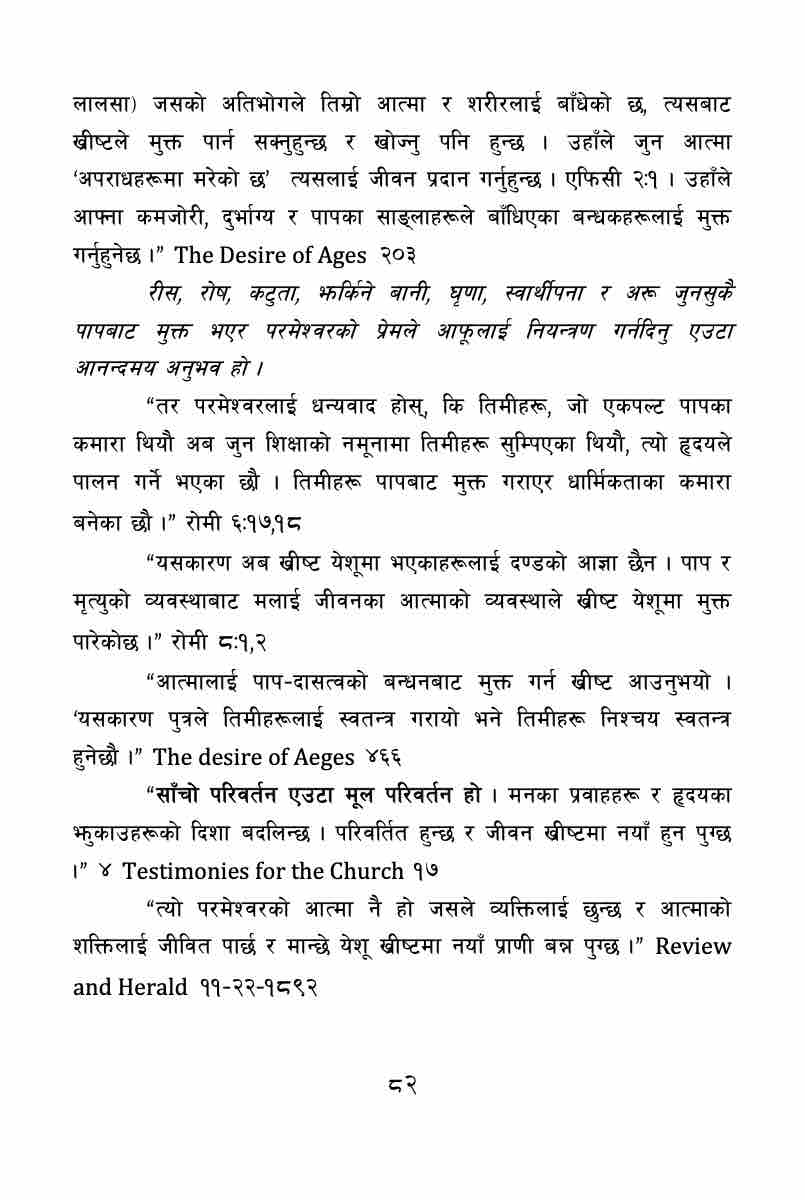 लालसा) जसको अतिभोगले तिम्रो आत्मा र शरीरलाई बाँधेको छ, त्यसबाट
ख्रीष्टले मुक्त पार्न सक्नुहुन्छ र खोज्नु पनि हुन्छ । उहाँले जुन आत्मा
‘अपराधहरूमा मरेको छ’ त्यसलाई जीवन प्रदान गर्नुहुन्छ । एफिसी २:१ । उहाँले
आफ्ना कमजोरी, दुर्भाग्य र पापका साङ्लाहरूले बाँधिएका बन्धकहरूलाई मुक्त
गर्नुहुनेछ ।” The Desire of Ages २०३
रीस, रोष, कटुता, झर्किने बानी, घृणा, स्वार्थीपना र अरू जुनसुकै
पापबाट मुक्त भएर परमेश्वरको प्रेमले आफूलाई नियन्त्रण गर्नदिनु एउटा
आनन्दमय अनुभव हो ।
“तर परमेश्वरलाई धन्यवाद होस्, कि तिमीहरू, जो एकपल्ट पापका
कमारा थियौ अब जुन शिक्षाको नमूनामा तिमीहरू सुम्पिएका थियौ, त्यो हृदयले
पालन गर्ने भएका छौ । तिमीहरू पापबाट मुक्त गराएर धार्मिकताका कमारा
बनेका छौ ।” रोमी ६:१७,१८
“यसकारण अब ख्रीष्ट येशूमा भएकाहरूलाई दण्डको आज्ञा छैन । पाप र
मृत्युको व्यवस्थाबाट मलाई जीवनका आत्माको व्यवस्थाले ख्रीष्ट येशूमा मुक्त
पारेकोछ ।” रोमी ८:१,२
“आत्मालाई पाप-दासत्वको बन्धनबाट मुक्त गर्न ख्रीष्ट आउनुभयो ।
‘यसकारण पुत्रले तिमीहरूलाई स्वतन्त्र गरायो भने तिमीहरू निश्चय स्वतन्त्र
हुनेछौ ।” The desire of Aeges ४६६
“साँचो परिवर्तन एउटा मूल परिवर्तन हो । मनका प्रवाहहरू र हृदयका
झुकाउहरूको दिशा बदलिन्छ । परिवर्तित हुन्छ र जीवन ख्रीष्टमा नयाँ हुन पुग्छ
।” ४ Testimonies for the Church १७
“त्यो परमेश्वरको आत्मा नै हो जसले व्यक्तिलाई छुन्छ र आत्माको
शक्तिलाई जीवित पार्छ र मान्छे येशू ख्रीष्टमा नयाँ प्राणी बन्न पुग्छ ।” Review
and Herald ११-२२-१८९२
८२